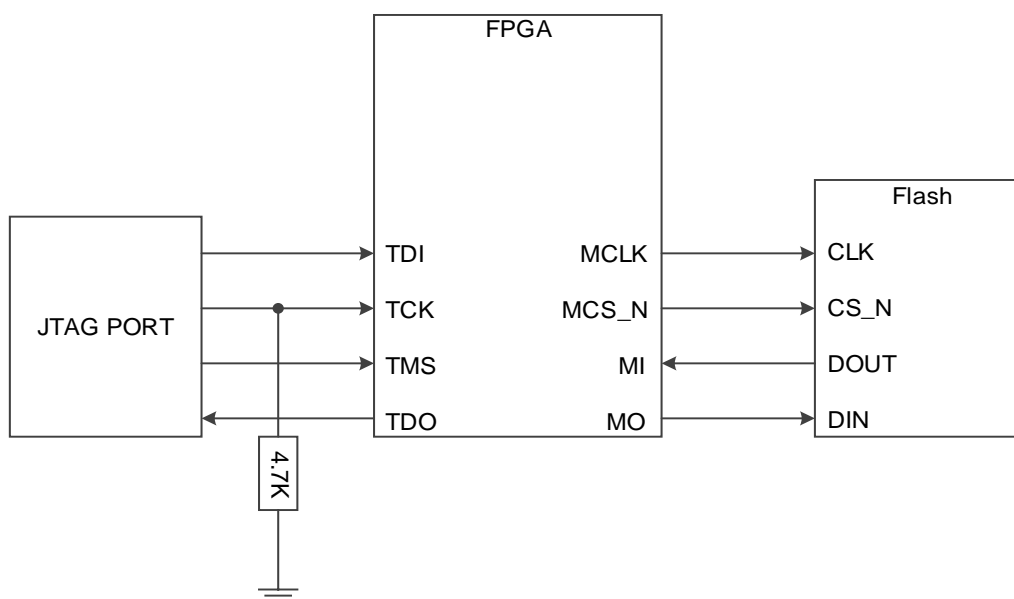 FPGA
Flash
JTAG PORT
TDI
TCK
TMS
TDO
MCLK
MCS_N
MI
MO
CLK
CS_N
DOUT
DIN
4.7K